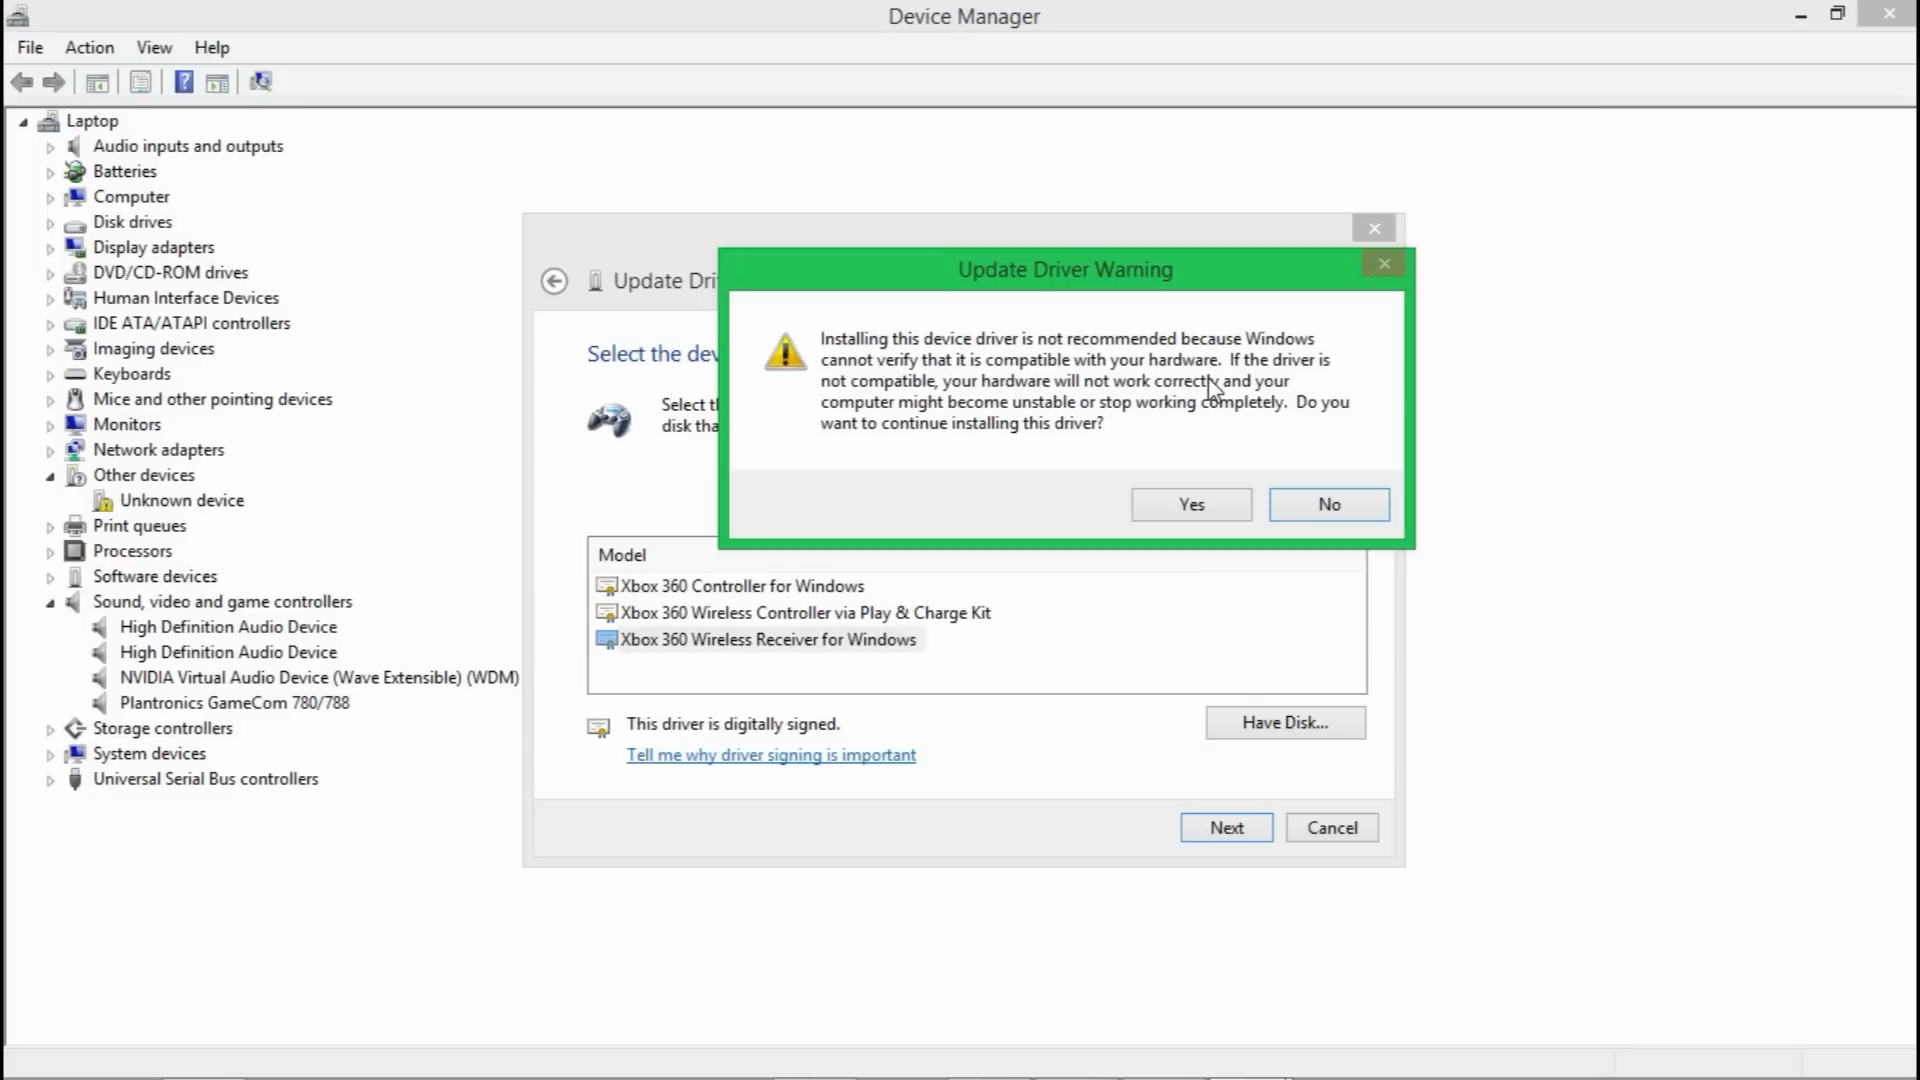 Device Manager
File Action View Help
Laptop
Audio inputs and outputs
Batteries
Computer
Disk drives
Display adapters
DVD/CD-ROM drives
Human Interface Devices
IDE ATA/ATAPI controllers
Imaging devices
Keyboards
Mice and other pointing devices
Monitors
Network adapters
Other devices
Unknown device
Print queues
Processors
Software devices
Sound, video and game controllers
High Definition Audio Device
High Definition Audio Device
NVIDIA Virtual Audio Device (Wave Extensible) (WDM)
Plantronics GameCom 780/788
Storage controllers
System devices
Universal Serial Bus controllers
Update Dri
Select the dev
Select t
disk tha
Update Driver Warning
Installing this device driver is not recommended because Windows
cannot verify that it is compatible with your hardware. If the driver is
not compatible, your hardware will not work correctly and your
computer might become unstable or stop working completely. Do you
want to continue installing this driver?
Yes No
Model
Xbox 360 Controller for Windows
Xbox 360 Wireless Controller via Play & Charge Kit
Xbox 360 Wireless Receiver for Windows
This driver is digitally signed.
Have Disk...
Tell me why driver signing is important
Next Cancel